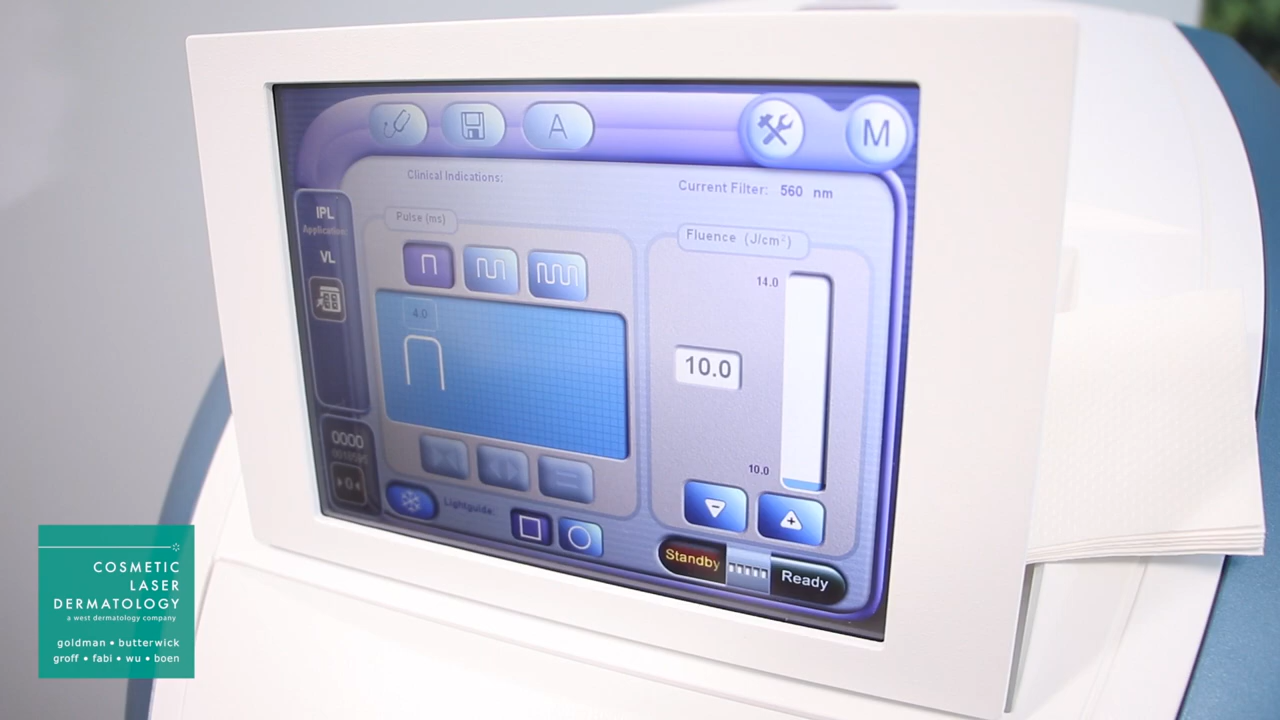 A
M
Clinical Indications:
Current Filter: 560 nm
IPL
Application:
VL
Pulse (ms)
Fluence (J/cm²)
4.0
14.0
10.0
10.0
0000
▸0◂
Lightguide:
Standby
Ready
COSMETIC
LASER
DERMATOLOGY
a west dermatology company
goldman • butterwick
groff • fabi • wu • boen